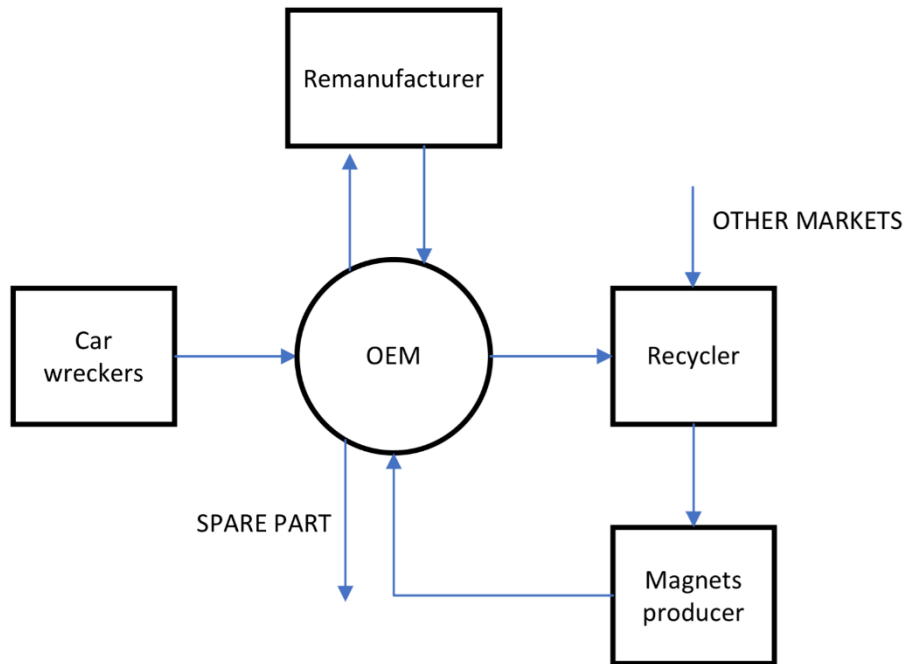 Remanufacturer
OTHER MARKETS
Car
wreckers
OEM
Recycler
SPARE PART
Magnets
producer